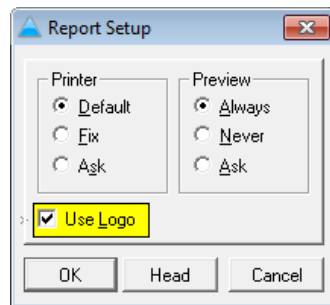 Report Setup
Printer
Default
Fix
Ask
Preview
Always
Never
Ask
Use Logo
OK
Head
Cancel